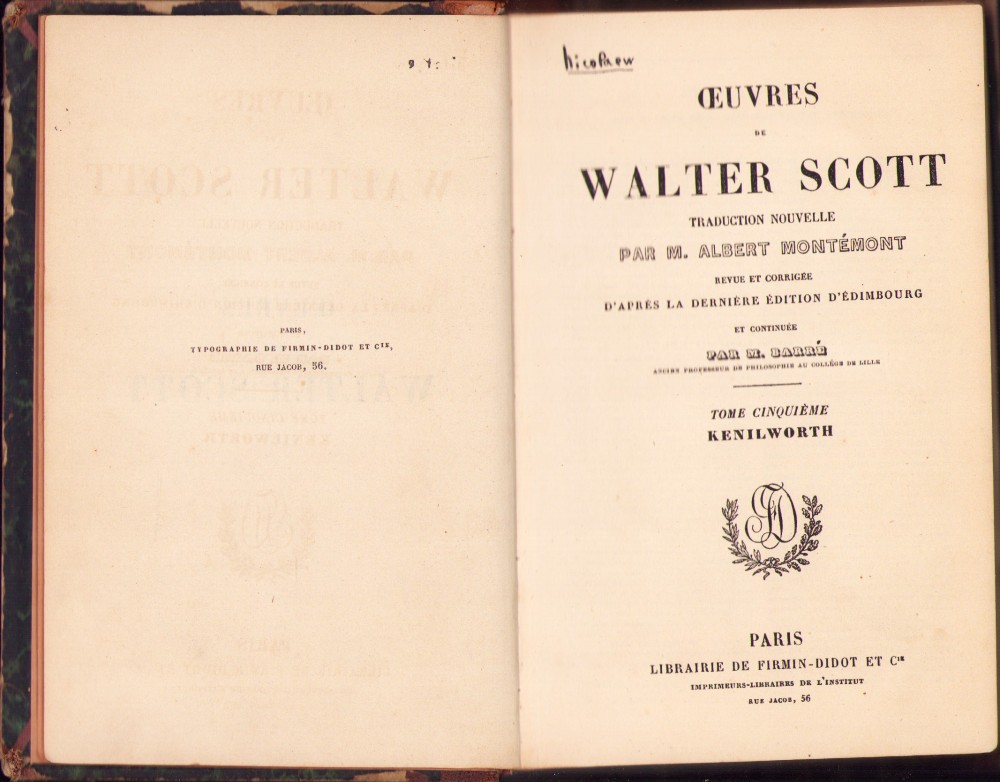 PARIS,
TYPOGRAPHIE DE FIRMIN-DIDOT ET CIE,
RUE JACOB, 56.
ŒUVRES
DE
WALTER SCOTT
TRADUCTION NOUVELLE
PAR M. ALBERT MONTÉMONT
REVUE ET CORRIGÉE
D'APRÈS LA DERNIÈRE ÉDITION D'ÉDIMBOURG
ET CONTINUÉE
PAR M. BARRÉ
ANCIEN PROFESSEUR DE PHILOSOPHIE AU COLLÉGE DE LILLE
TOME CINQUIÈME
KENILWORTH
PARIS
LIBRAIRIE DE FIRMIN-DIDOT ET CIE
IMPRIMEURS-LIBRAIRES DE L'INSTITUT
RUE JACOB, 56